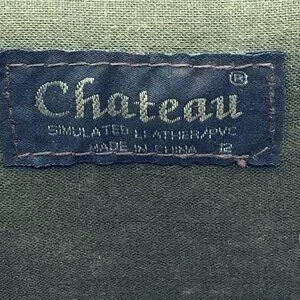 Chateau®
SIMULATED LEATHER/PVC
MADE IN CHINA 12